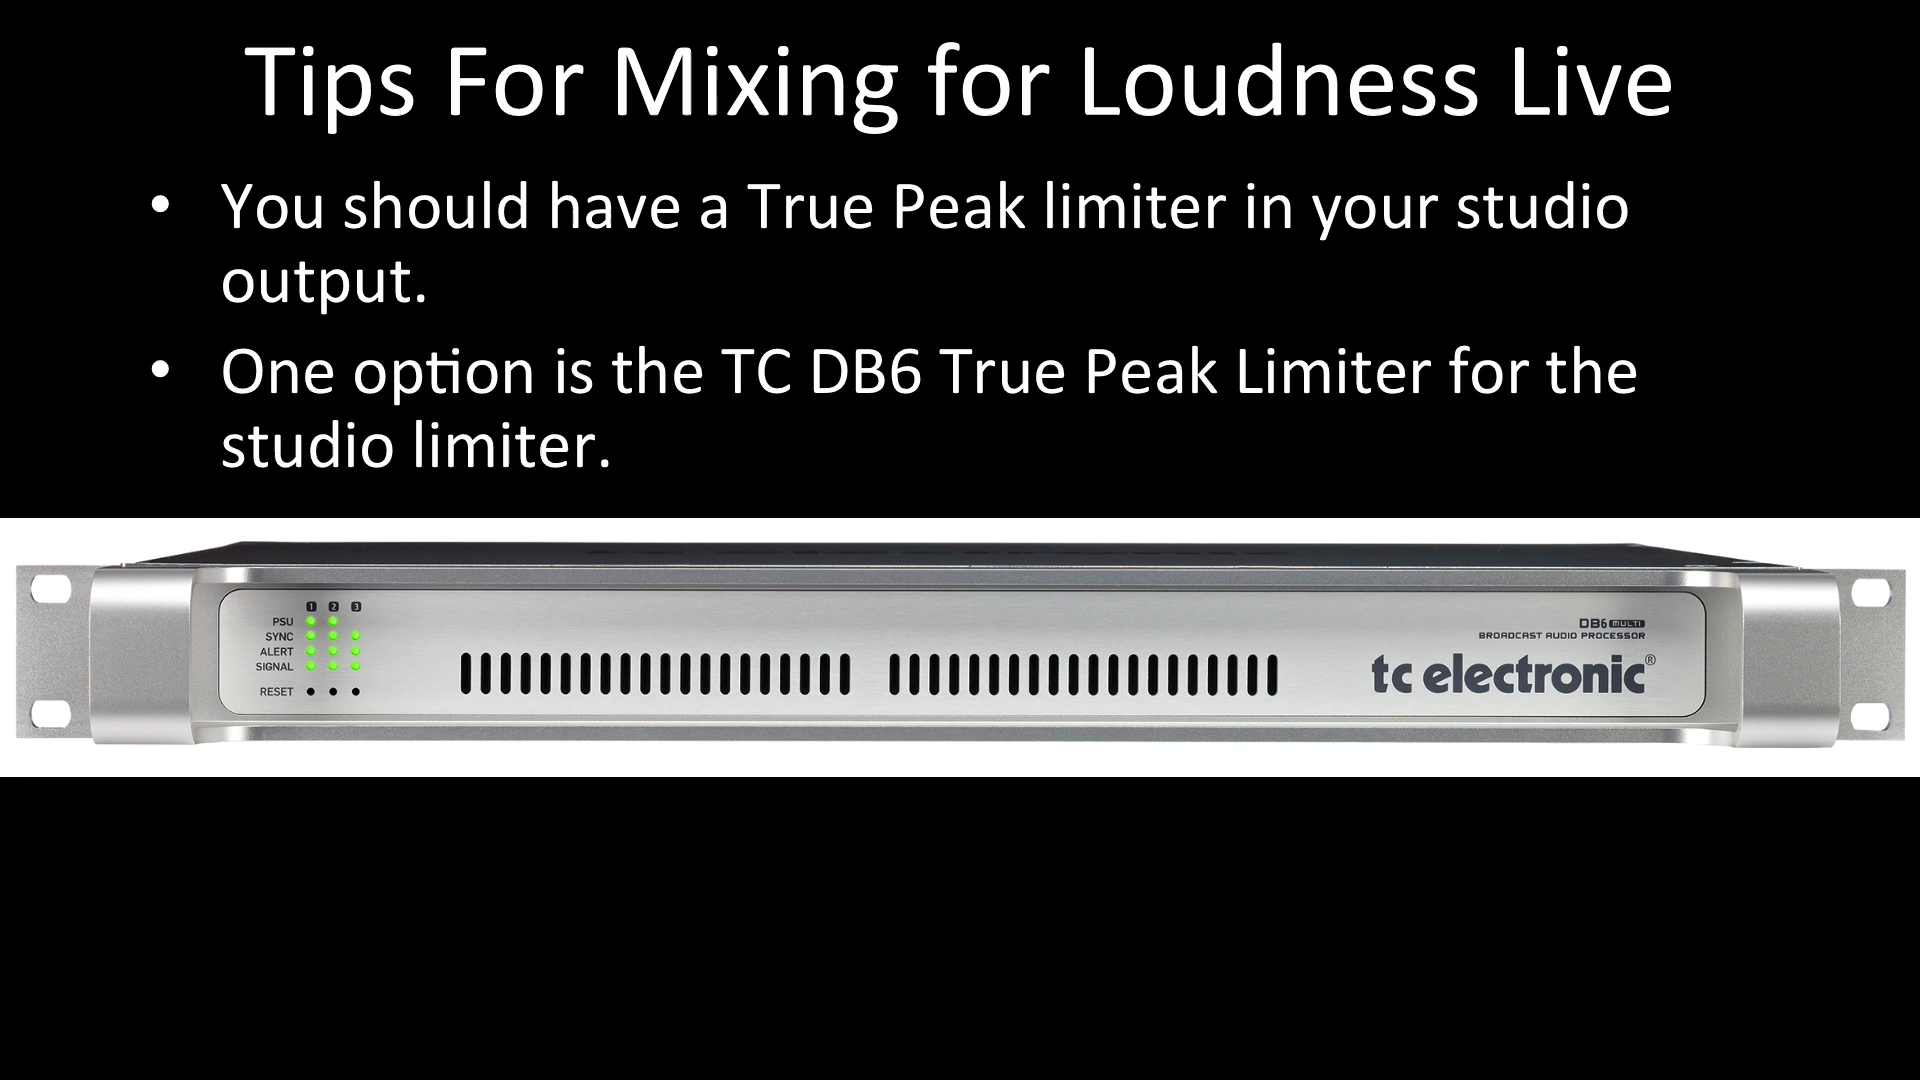 Tips For Mixing for Loudness Live
• You should have a True Peak limiter in your studio
output.
• One option is the TC DB6 True Peak Limiter for the
studio limiter.
1 2 3
PSU
SYNC
ALERT
SIGNAL
RESET
DB6 MULTI
BROADCAST AUDIO PROCESSOR
tc electronic®